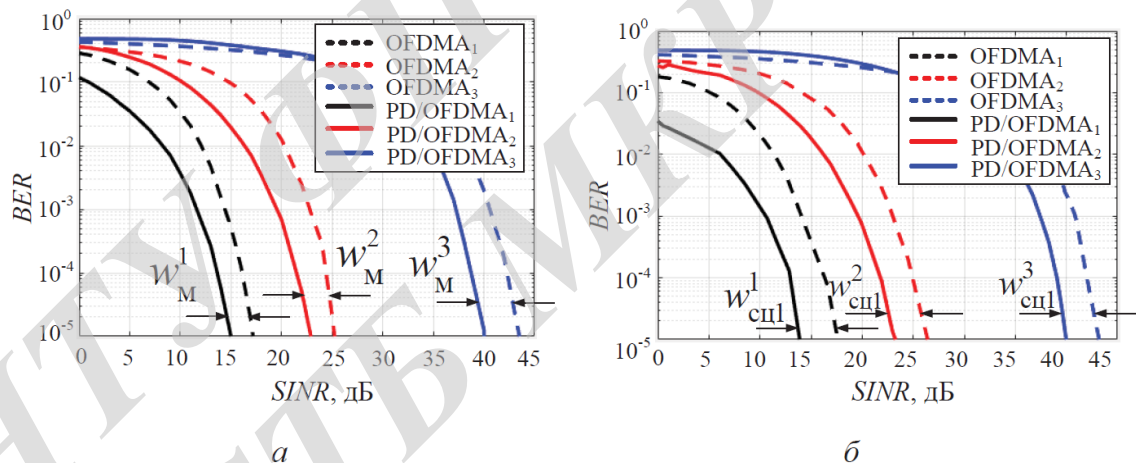 10⁰
10⁻¹
10⁻²
10⁻³
10⁻⁴
10⁻⁵
BER
OFDMA₁
OFDMA₂
OFDMA₃
PD/OFDMA₁
PD/OFDMA₂
PD/OFDMA₃
w¹м
w²м
w³м
0 10 20 30 35 40 45
SINR, дБ
а
10⁰
10⁻¹
10⁻²
10⁻³
10⁻⁴
10⁻⁵
BER
OFDMA₁
OFDMA₂
OFDMA₃
PD/OFDMA₁
PD/OFDMA₂
PD/OFDMA₃
w¹сц1
w²сц1
w³сц1
0 5 10 15 20 25 30 35 40 45
SINR, дБ
б